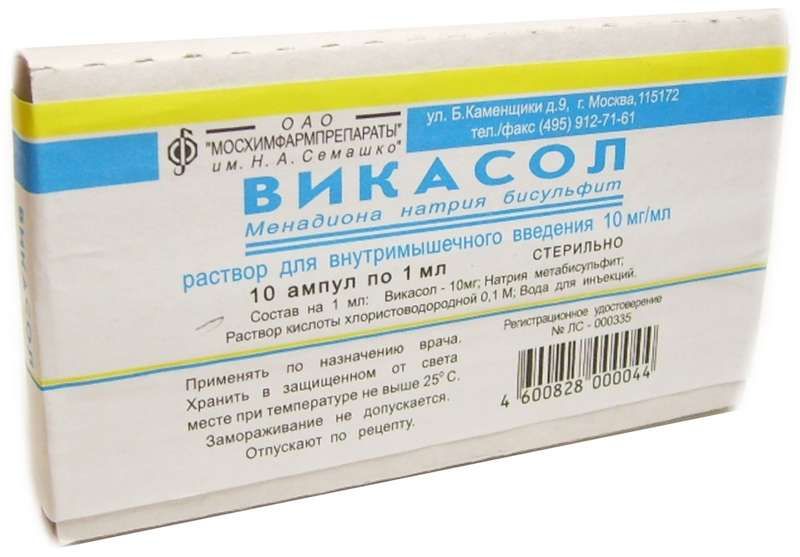 ОАО
"МОСХИМФАРМПРЕПАРАТЫ"
им. Н. А. Семашко"
ул. Б.Каменщики д.9, г. Москва,115172
тел./факс (495) 912-71-61
ВИКАСОЛ
Менадиона натрия бисульфит
раствор для внутримышечного введения 10 мг/мл
10 ампул по 1 мл
СТЕРИЛЬНО
Состав на 1 мл: Викасол - 10мг; Натрия метабисульфит;
Раствор кислоты хлористоводородной 0,1 М; Вода для инъекций.
Регистрационное удостоверение
№ ЛС - 000335
Применять по назначению врача.
Хранить в защищенном от света
месте при температуре не выше 25°С.
Замораживание не допускается.
Отпускают по рецепту.
4 600828 000044
ВИКАСОЛ